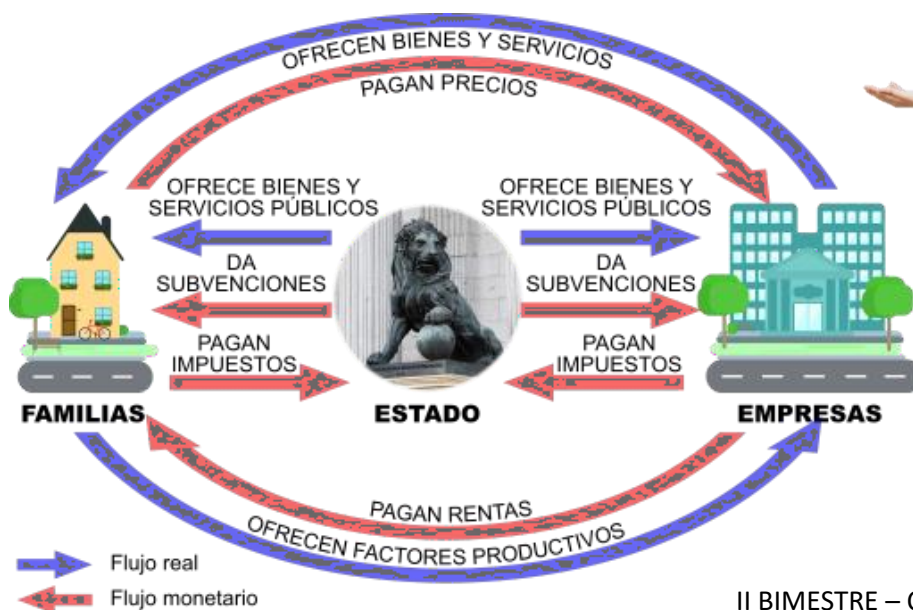 OFRECEN BIENES Y SERVICIOS
PAGAN PRECIOS
OFRECE BIENES Y
SERVICIOS PÚBLICOS
OFRECE BIENES Y
SERVICIOS PÚBLICOS
DA
SUBVENCIONES
DA
SUBVENCIONES
PAGAN
IMPUESTOS
PAGAN
IMPUESTOS
FAMILIAS
ESTADO
EMPRESAS
PAGAN RENTAS
OFRECEN FACTORES PRODUCTIVOS
Flujo real
Flujo monetario
II BIMESTRE –